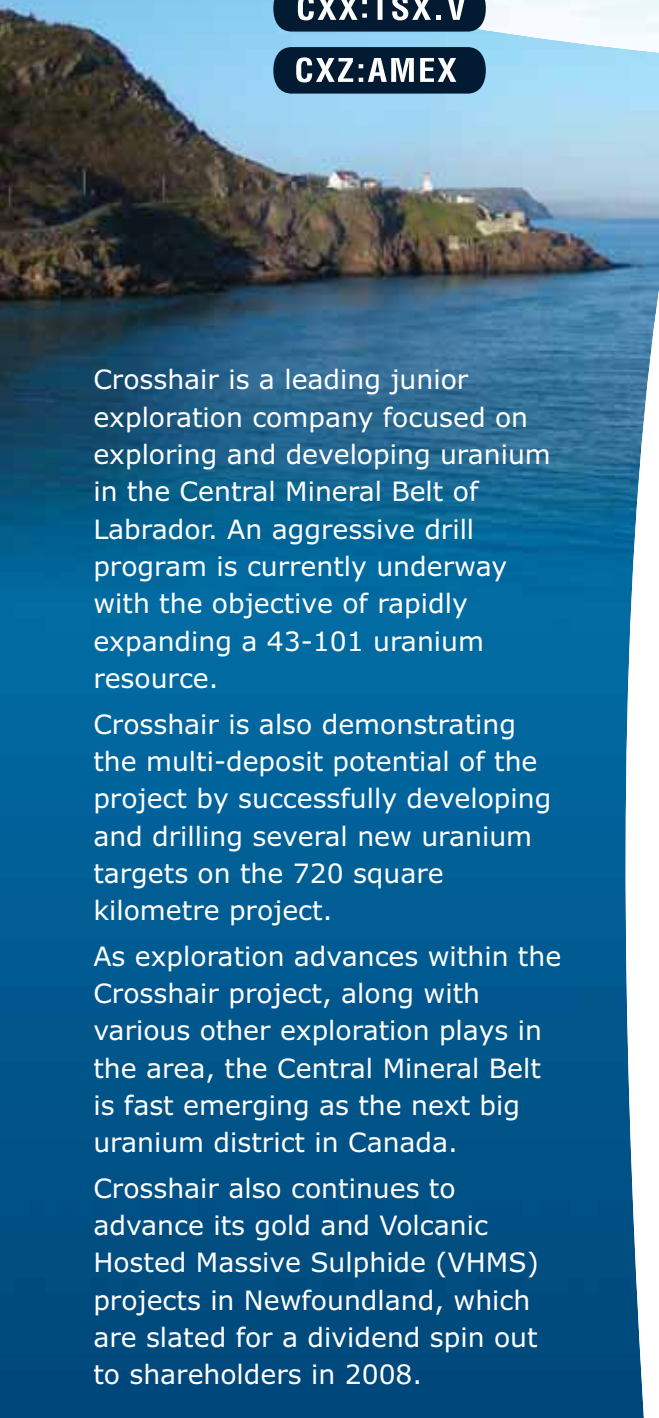 CXX:TSX.V
CXZ:AMEX
Crosshair is a leading junior
exploration company focused on
exploring and developing uranium
in the Central Mineral Belt of
Labrador. An aggressive drill
program is currently underway
with the objective of rapidly
expanding a 43-101 uranium
resource.
Crosshair is also demonstrating
the multi-deposit potential of the
project by successfully developing
and drilling several new uranium
targets on the 720 square
kilometre project.
As exploration advances within the
Crosshair project, along with
various other exploration plays in
the area, the Central Mineral Belt
is fast emerging as the next big
uranium district in Canada.
Crosshair also continues to
advance its gold and Volcanic
Hosted Massive Sulphide (VHMS)
projects in Newfoundland, which
are slated for a dividend spin out
to shareholders in 2008.